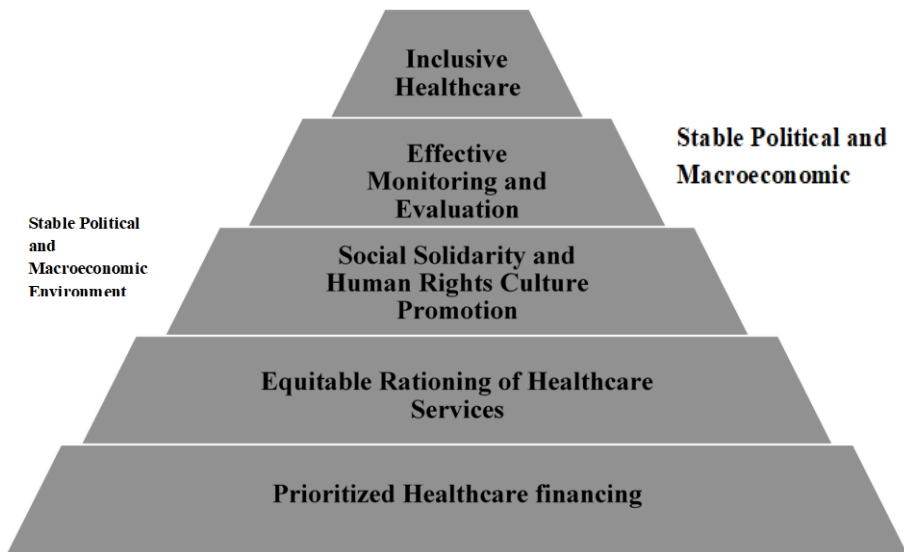 Inclusive
Healthcare
Effective
Monitoring and
Evaluation
Stable Political and
Macroeconomic
Stable Political
and
Macroeconomic
Environment
Social Solidarity and
Human Rights Culture
Promotion
Equitable Rationing of Healthcare
Services
Prioritized Healthcare financing